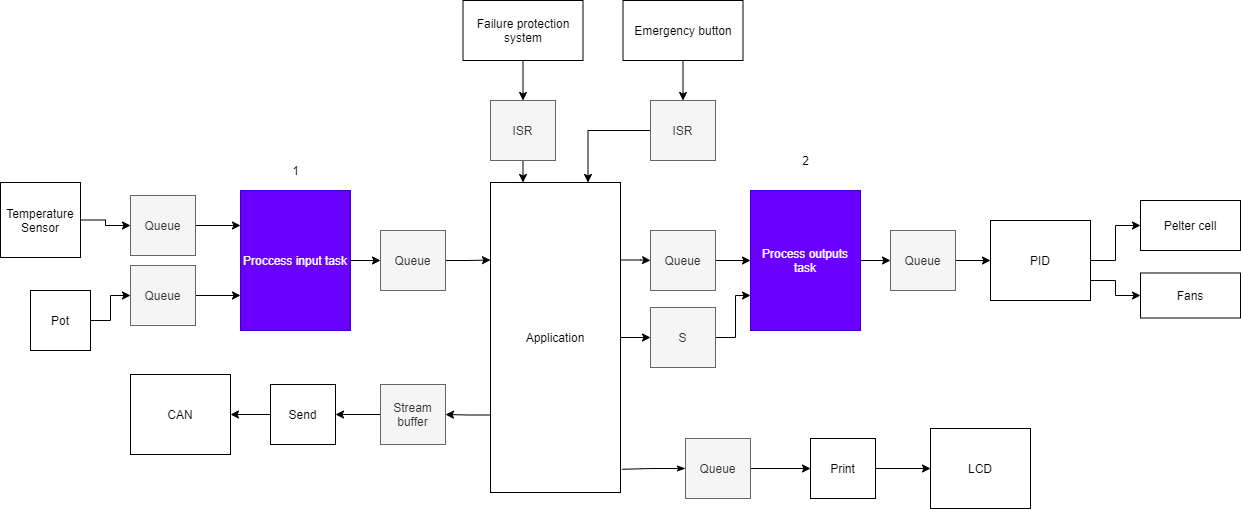 Failure protection
system
Emergency button
ISR
ISR
1
2
Temperature
Sensor
Queue
Proccess input task
Queue
Queue
Pot
Application
Queue
S
Process outputs
task
Queue
PID
Pelter cell
Fans
CAN
Send
Stream
buffer
Queue
Print
LCD